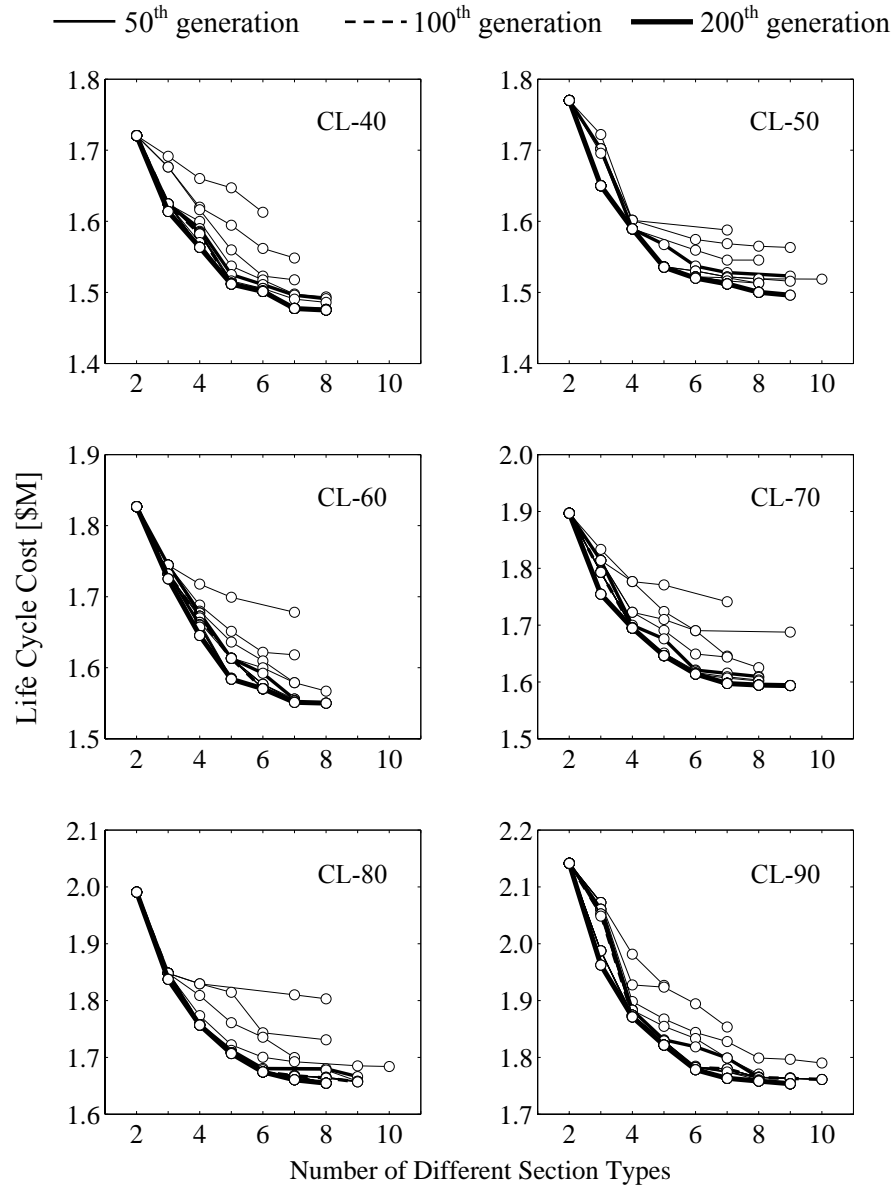 50th generation 100th generation 200th generation
1.8 1.8
CL-40 CL-50
1.7 1.7
1.6 1.6
1.5 1.5
1.4 1.4
2 4 6 8 10 2 4 6 8 10
1.9 2.0
CL-60 CL-70
1.8 1.9
1.8
1.7
1.7
1.6
1.6
1.5 1.5
2 4 6 8 10 2 4 6 8 10
Life Cycle Cost [$M]
2.1 2.2
CL-80 CL-90
2.0 2.1
1.9 2.0
1.8 1.9
1.7 1.8
1.6 1.7
2 4 6 8 10 2 4 6 8 10
Number of Different Section Types